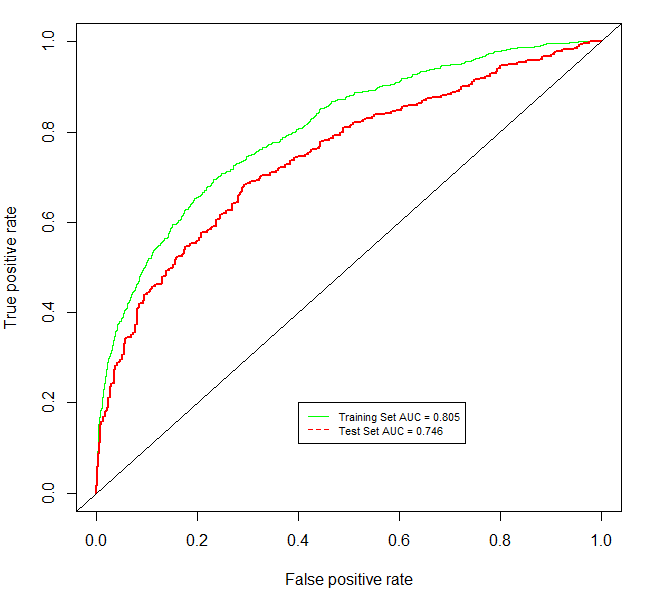 1.0
0.8
0.6
0.4
0.2
0.0
True positive rate
Training Set AUC = 0.805
Test Set AUC = 0.746
0.0 0.2 0.4 0.6 0.8 1.0
False positive rate